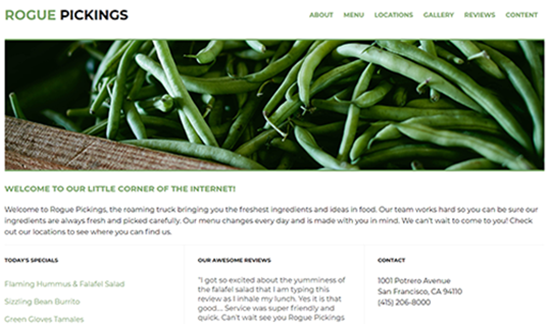 ROGUE PICKINGS
ABOUT MENU LOCATIONS GALLERY REVIEWS CONTENT
WELCOME TO OUR LITTLE CORNER OF THE INTERNET!
Welcome to Rogue Pickings, the roaming truck bringing you the freshest ingredients and ideas in food. Our team works hard so you can be sure our
ingredients are always fresh and picked carefully. Our menu changes every day and is made with you in mind. We can't wait to come to you! Check
out our locations to see where you can find us.
TODAY'S SPECIALS
Flaming Hummus & Falafel Salad
Sizzling Bean Burrito
Green Gloves Tamales
OUR AWESOME REVIEWS
"I got so excited about the yumminess of
the falafel salad that I am typing this
review as I inhale my lunch. Yes it is that
good.... Service was super friendly and
quick. Can't wait see you Rogue Pickings
CONTACT
1001 Potrero Avenue
San Francisco, CA 94110
(415) 206-8000